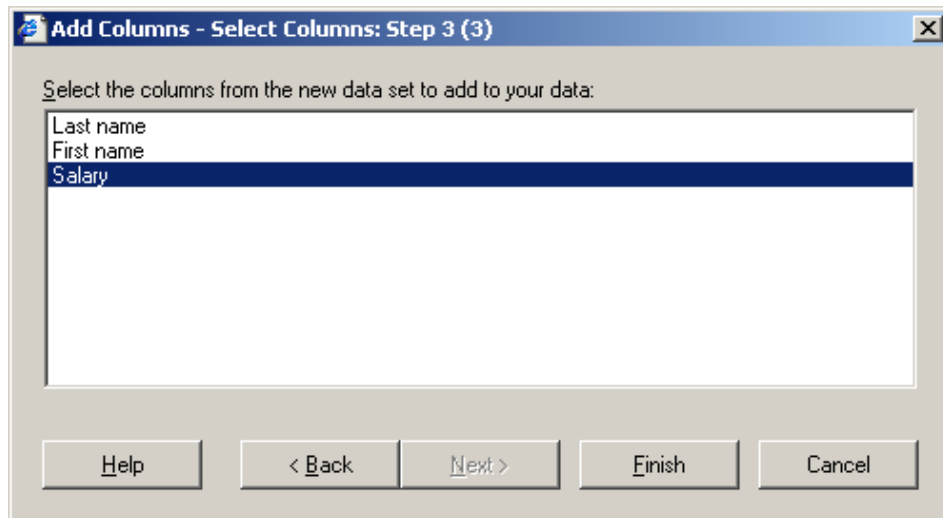 Add Columns - Select Columns: Step 3 (3)
Select the columns from the new data set to add to your data:
Last name
First name
Salary
Help
< Back
Next >
Finish
Cancel